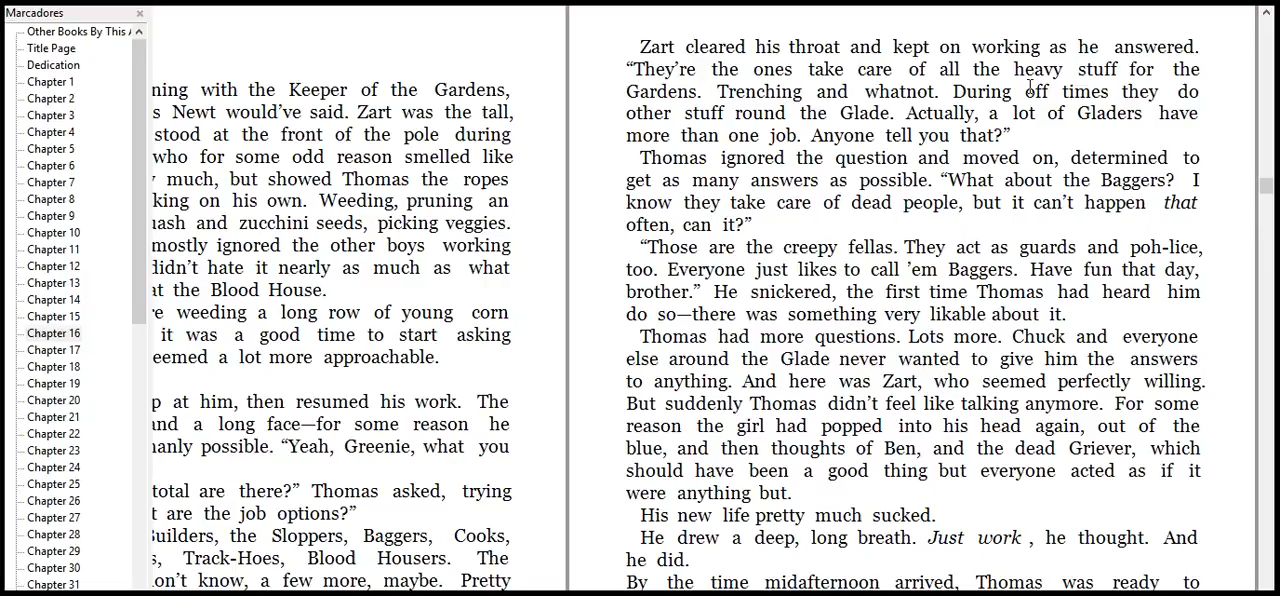 Marcadores
Other Books By This
Title Page
Dedication
Chapter 1
Chapter 2
Chapter 3
Chapter 4
Chapter 5
Chapter 6
Chapter 7
Chapter 8
Chapter 9
Chapter 10
Chapter 11
Chapter 12
Chapter 13
Chapter 14
Chapter 15
Chapter 16
Chapter 17
Chapter 18
Chapter 19
Chapter 20
Chapter 21
Chapter 22
Chapter 23
Chapter 24
Chapter 25
Chapter 26
Chapter 27
Chapter 28
Chapter 29
Chapter 30
Chapter 31
ning with the Keeper of the Gardens,
s Newt would’ve said. Zart was the tall,
stood at the front of the pole during
who for some odd reason smelled like
much, but showed Thomas the ropes
king on his own. Weeding, pruning an
uash and zucchini seeds, picking veggies.
mostly ignored the other boys working
didn’t hate it nearly as much as what
at the Blood House.
re weeding a long row of young corn
it was a good time to start asking
eemed a lot more approachable.
p at him, then resumed his work. The
and a long face—for some reason he
nanly possible. “Yeah, Greenie, what you
total are there?” Thomas asked, trying
t are the job options?”
Builders, the Sloppers, Baggers, Cooks,
s, Track-Hoes, Blood Housers. The
on’t know, a few more, maybe. Pretty
Zart cleared his throat and kept on working as he answered.
“They’re the ones take care of all the heavy stuff for the
Gardens. Trenching and whatnot. During off times they do
other stuff round the Glade. Actually, a lot of Gladers have
more than one job. Anyone tell you that?”
Thomas ignored the question and moved on, determined to
get as many answers as possible. “What about the Baggers? I
know they take care of dead people, but it can’t happen that
often, can it?”
“Those are the creepy fellas. They act as guards and poh-lice,
too. Everyone just likes to call ’em Baggers. Have fun that day,
brother.” He snickered, the first time Thomas had heard him
do so—there was something very likable about it.
Thomas had more questions. Lots more. Chuck and everyone
else around the Glade never wanted to give him the answers
to anything. And here was Zart, who seemed perfectly willing.
But suddenly Thomas didn’t feel like talking anymore. For some
reason the girl had popped into his head again, out of the
blue, and then thoughts of Ben, and the dead Griever, which
should have been a good thing but everyone acted as if it
were anything but.
His new life pretty much sucked.
He drew a deep, long breath. Just work , he thought. And
he did.
By the time midafternoon arrived, Thomas was ready to